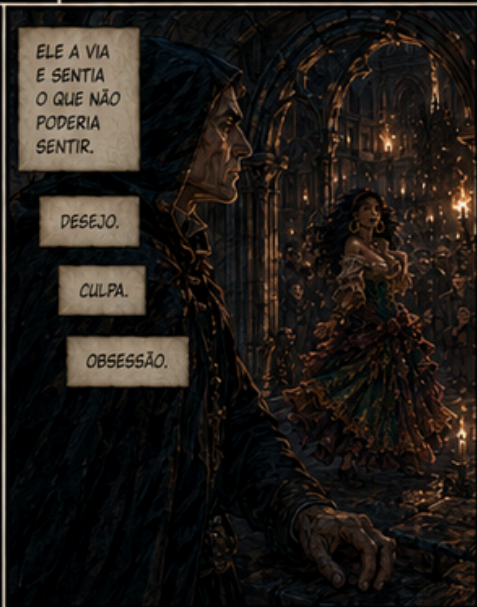 ELE A VIA
E SENTIA
O QUE NÃO
PODERIA
SENTIR.
DESEJO.
CULPA.
OBSESSÃO.